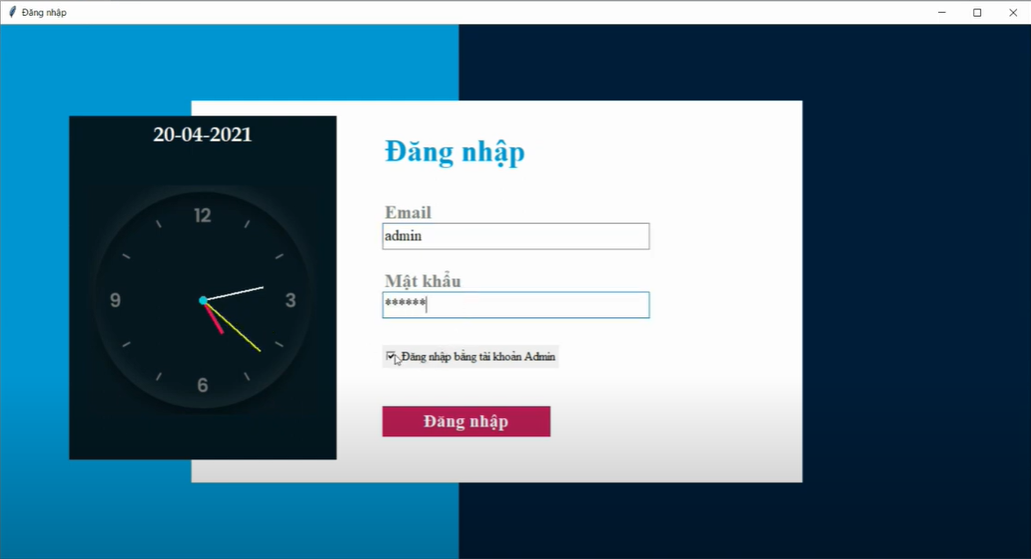 Đăng nhập
20-04-2021
12
3
6
9
Đăng nhập
Email
admin
Mật khẩu
******
Đăng nhập bằng tài khoản Admin
Đăng nhập